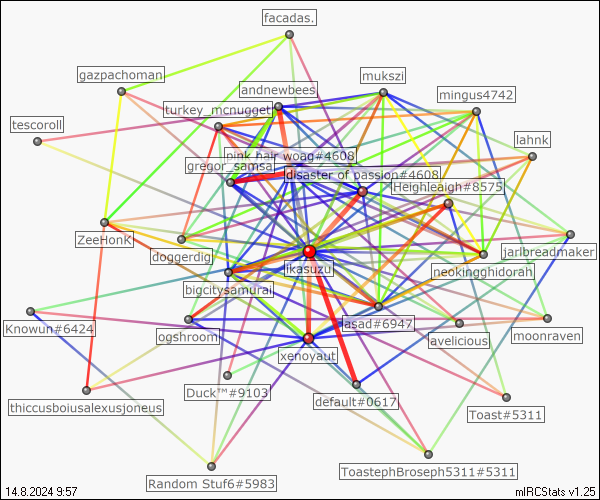 facadas.
gazpachoman
mukszi
andnewbees
mingus4742
turkey_mcnugget
tescoroll
lahnk
pink hair woag#4608
gregor_samsa
disaster of passion#4608
Heighleaigh#8575
ZeeHonk
jarlbreadmaker
doggerdig
likasuzu
neokingghidorah
bigcitysamurai
Knowun#6424
ogshroom
asad#6947
avelicious
moonraven
xenoyaut
Duck™#9103
default#0617
thiccusboiusalexusjoneus
Toast#5311
ToastephBroseph5311#5311
Random Stuf6#5983
14.8.2024 9:57
mIRCStats v1.25